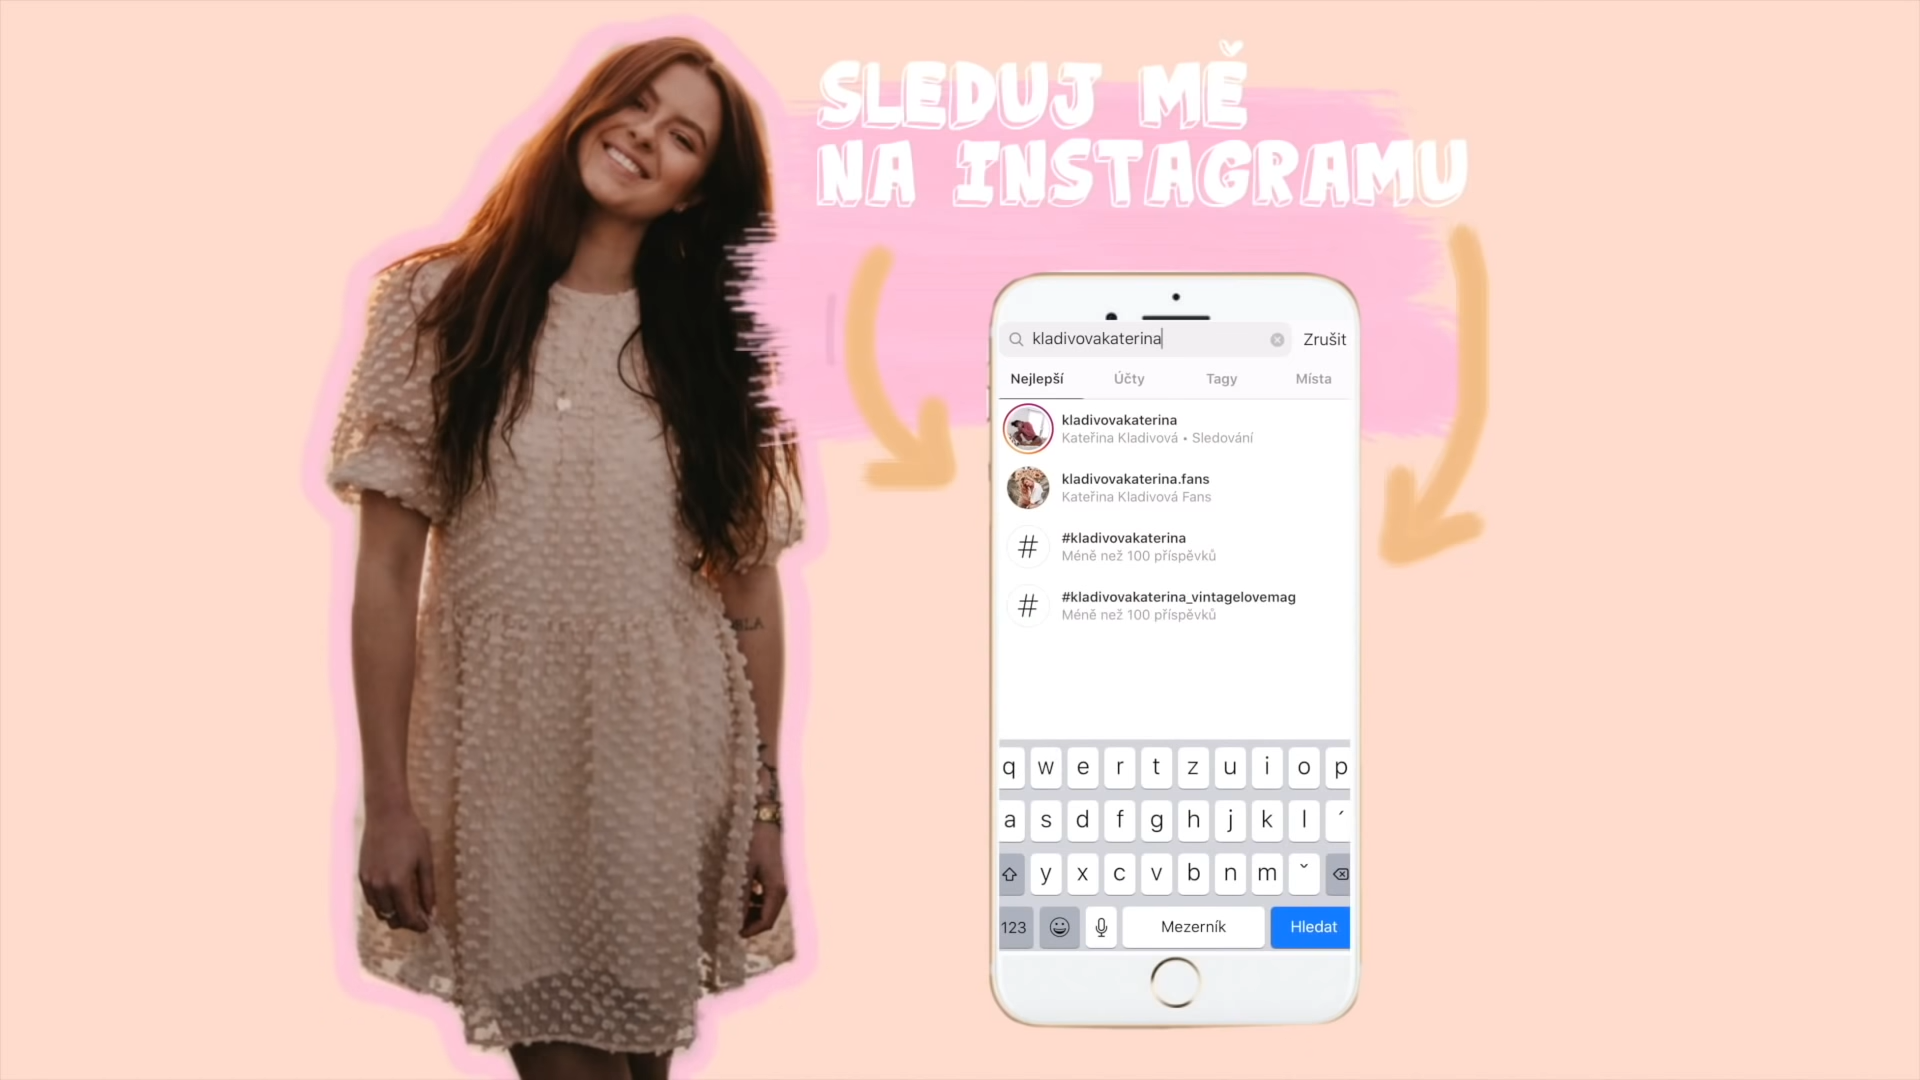 SLEDUJ MĚ
NA INSTAGRAMU
kladivovakaterina
Zrušit
Nejlepší
Účty
Tagy
Místa
kladivovakaterina
Kateřina Kladivová • Sledování
kladivovakaterina.fans
Kateřina Kladivová Fans
#
#kladivovakaterina
Méně než 100 příspěvků
#
#kladivovakaterina_vintagelovemag
Méně než 100 příspěvků
q w e r t z u i o p
a s d f g h j k l ´
y x c v b n m ˇ
123
Mezerník
Hledat